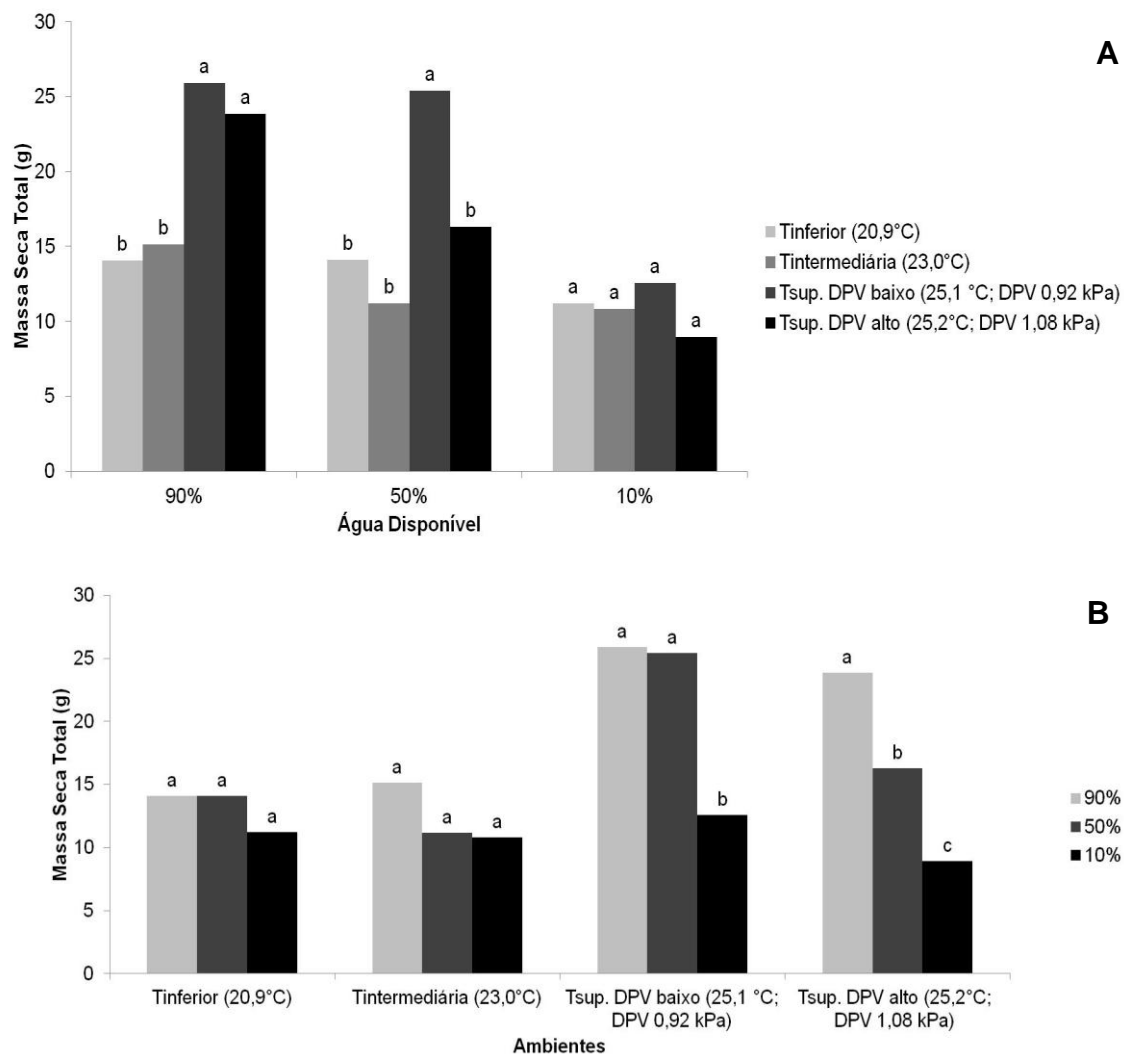 A
30
25
20
15
10
5
0
Massa Seca Total (g)
b b a a
b b a b
a a a a
90% 50% 10%
Água Disponível
Tinferior (20,9°C)
Tintermediária (23,0°C)
Tsup. DPV baixo (25,1 °C; DPV 0,92 kPa)
Tsup. DPV alto (25,2°C; DPV 1,08 kPa)
B
30
25
20
15
10
5
0
Massa Seca Total (g)
a a a
a a a
a a b
a b c
Tinferior (20,9°C)
Tintermediária (23,0°C)
Tsup. DPV baixo (25,1 °C;
DPV 0,92 kPa)
Tsup. DPV alto (25,2°C;
DPV 1,08 kPa)
Ambientes
90%
50%
10%